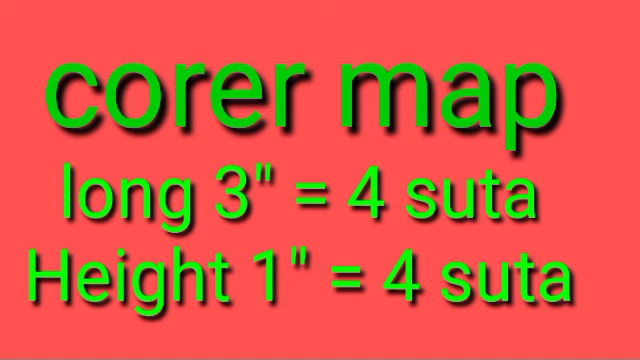 corer map
long 3" = 4 suta
Height 1" = 4 suta